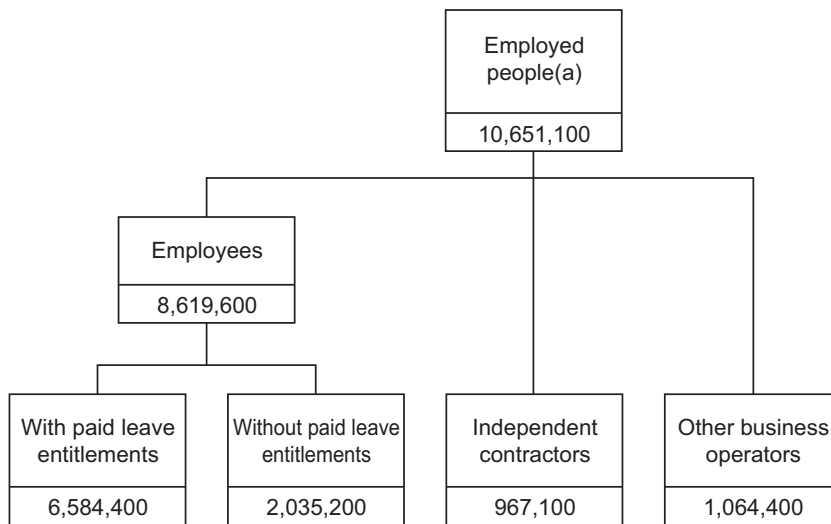 Employed
people(a)
10,651,100
Employees
8,619,600
With paid leave
entitlements
6,584,400
Without paid leave
entitlements
2,035,200
Independent
contractors
967,100
Other business
operators
1,064,400